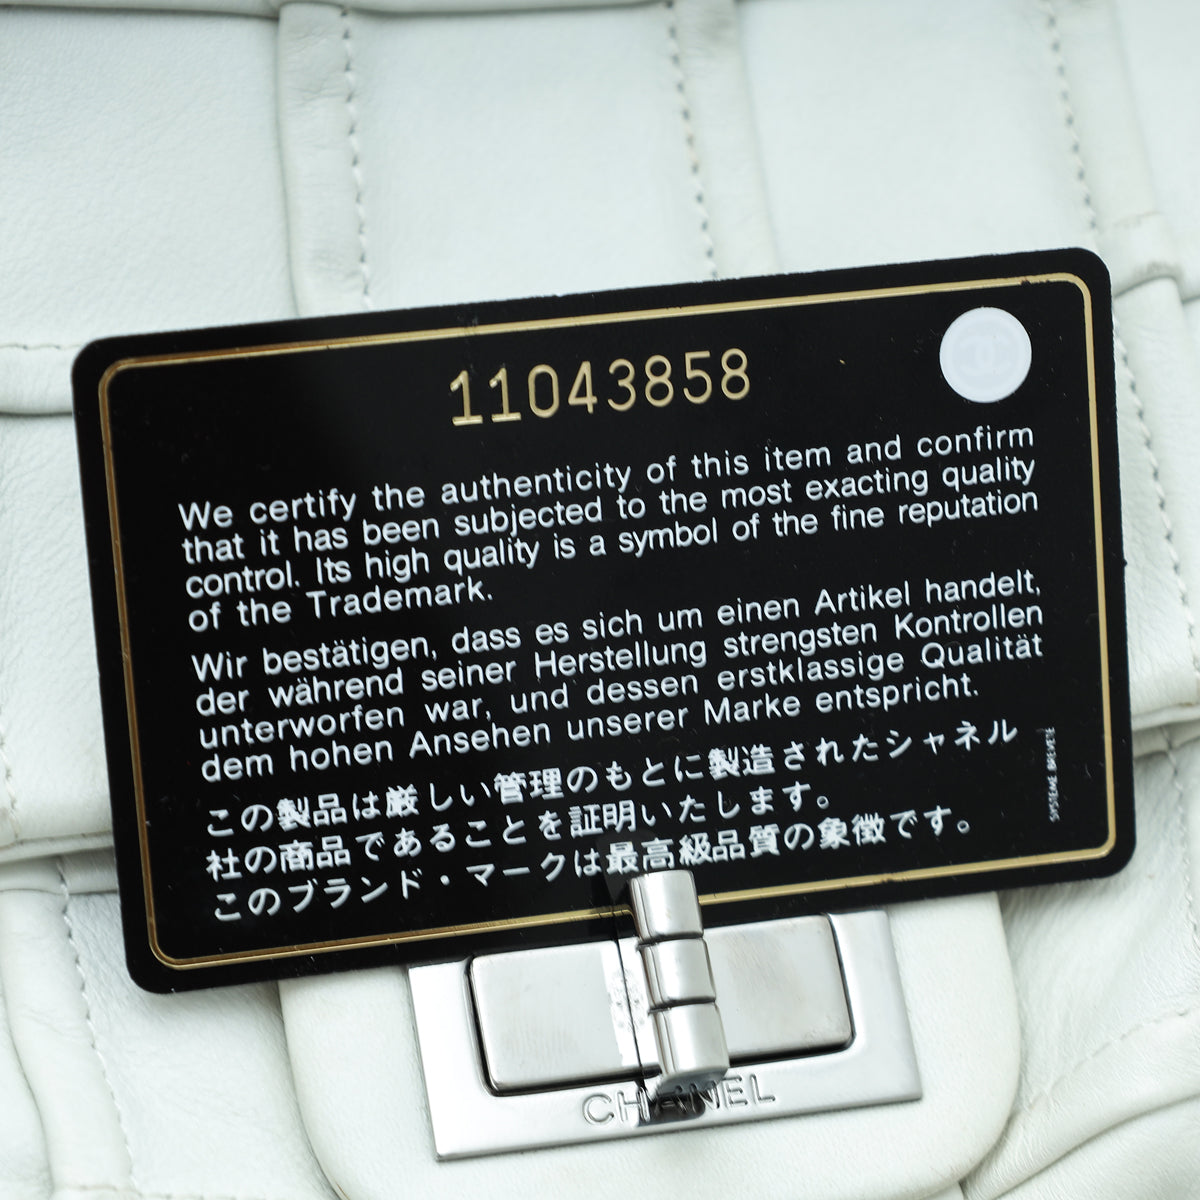 11043858
We certify the authenticity of this item and confirm
that it has been subjected to the most exacting quality
control. Its high quality is a symbol of the fine reputation
of the Trademark.
Wir bestätigen, dass es sich um einen Artikel handelt,
der während seiner Herstellung strengsten Kontrollen
unterworfen war, und dessen erstklassige Qualität
dem hohen Ansehen unserer Marke entspricht.
この製品は厳しい管理のもとに製造されたシャネル
社の商品であることを証明いたします。
このブランド・マークは最高級品質の象徴です。
SYSTEME BREVETE
CHANEL